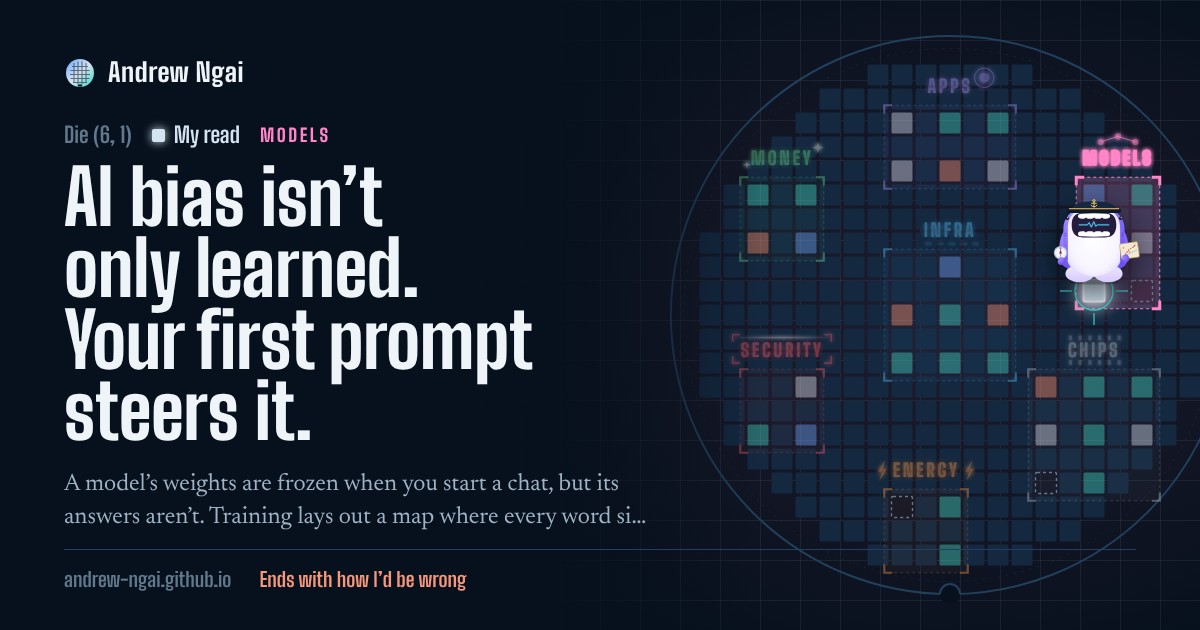 Andrew Ngai
Die (6, 1) My read MODELS
AI bias isn’t
only learned.
Your first prompt
steers it.
A model’s weights are frozen when you start a chat, but its
answers aren’t. Training lays out a map where every word si...
andrew-ngai.github.io Ends with how I’d be wrong
APPS
MONEY
MODELS
INFRA
SECURITY
CHIPS
ENERGY